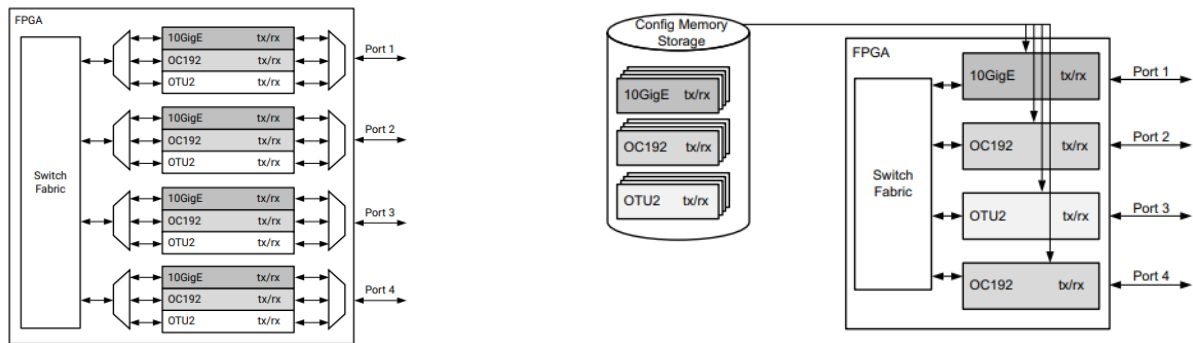 FPGA
Switch
Fabric
10GigE tx/rx
OC192 tx/rx
OTU2 tx/rx
Port 1
10GigE tx/rx
OC192 tx/rx
OTU2 tx/rx
Port 2
10GigE tx/rx
OC192 tx/rx
OTU2 tx/rx
Port 3
10GigE tx/rx
OC192 tx/rx
OTU2 tx/rx
Port 4
Config Memory
Storage
10GigE tx/rx
OC192 tx/rx
OTU2 tx/rx
FPGA
Switch
Fabric
10GigE tx/rx
Port 1
OC192 tx/rx
Port 2
OTU2 tx/rx
Port 3
OC192 tx/rx
Port 4